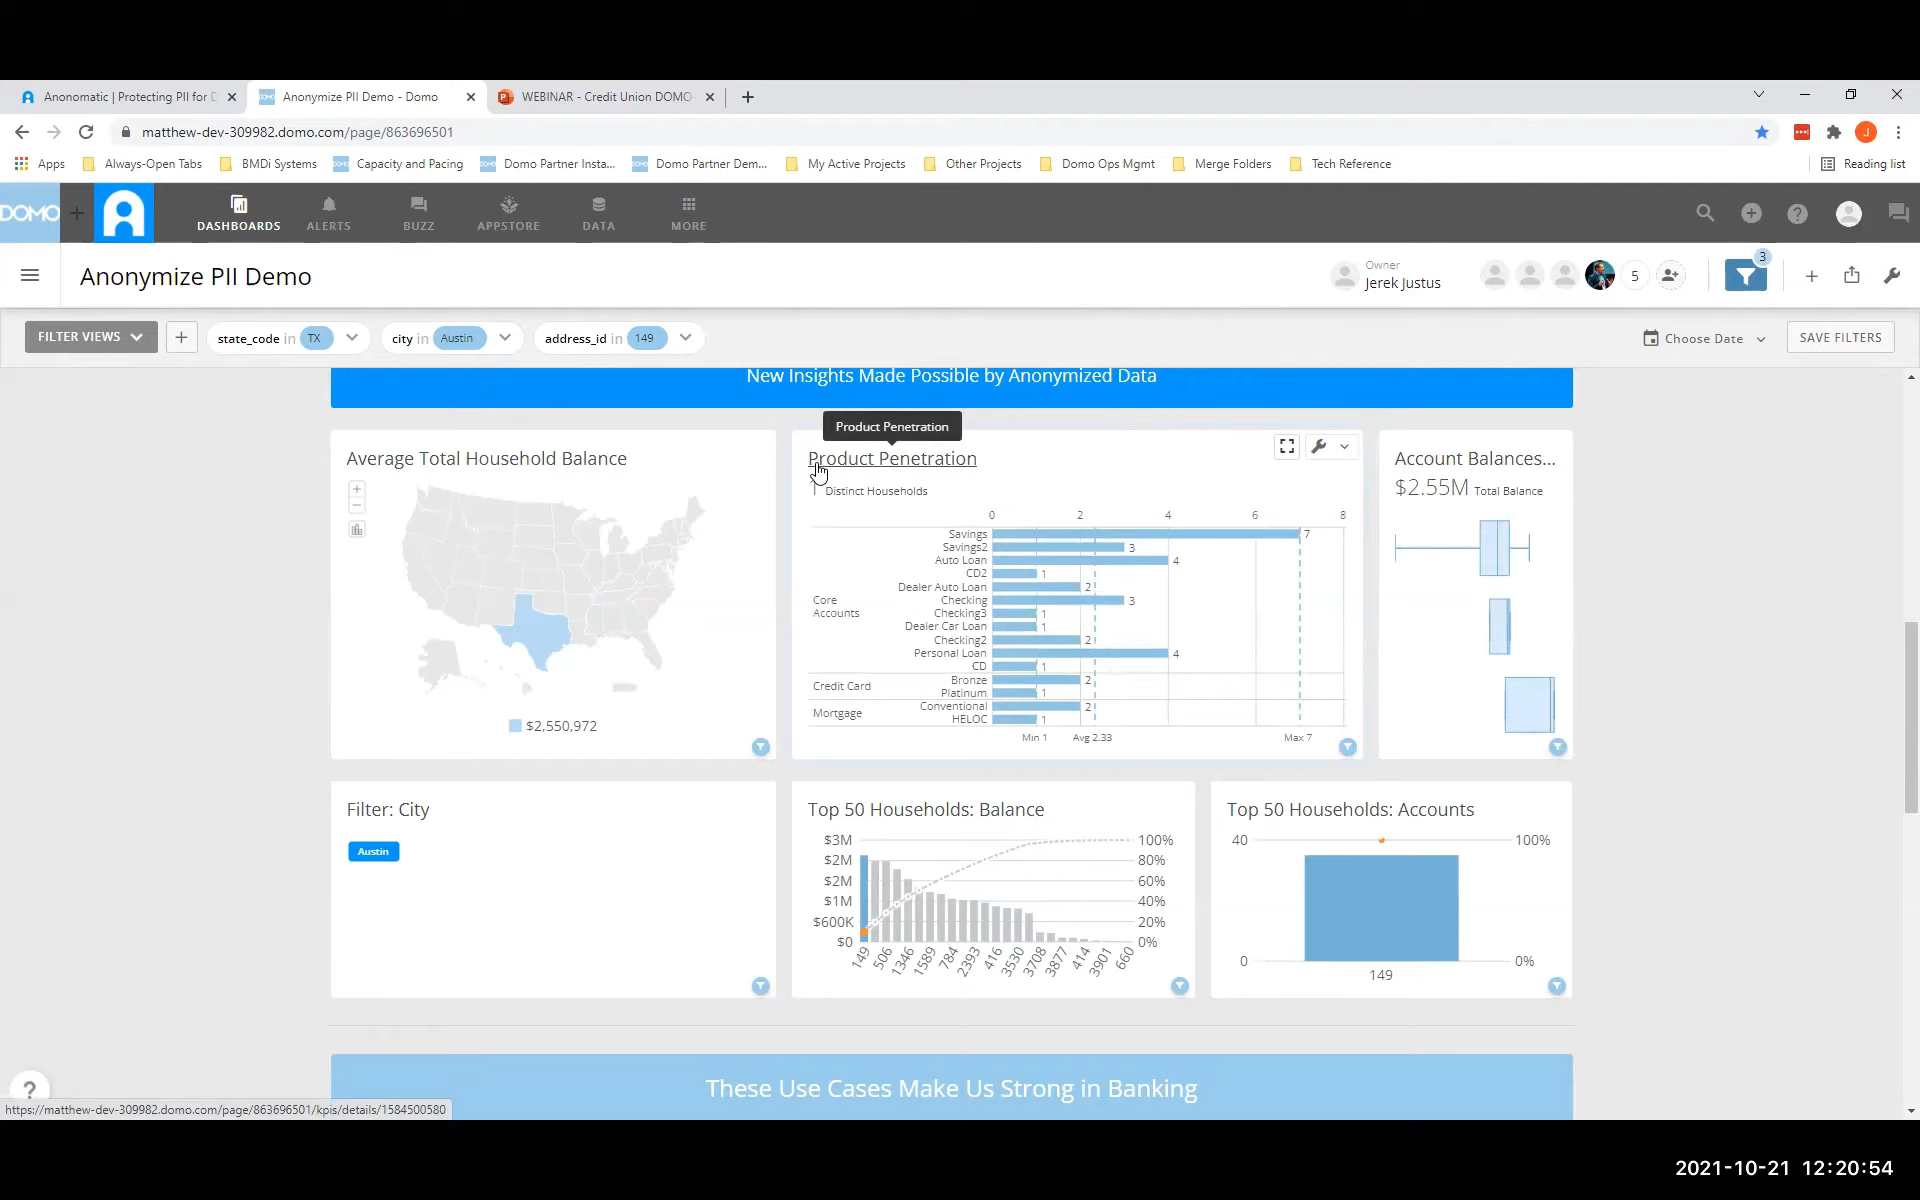 Anonomatic | Protecting PII for D
Anonymize PII Demo - Domo
WEBINAR - Credit Union DOMO
matthew-dev-309982.domo.com/page/863696501
J
Apps
Always-Open Tabs
BMDi Systems
Capacity and Pacing
Domo Partner Insta...
Domo Partner Dem...
My Active Projects
Other Projects
Domo Ops Mgmt
Merge Folders
Tech Reference
Reading list
DOMO
DASHBOARDS
ALERTS
BUZZ
APPSTORE
DATA
MORE
Anonymize PII Demo
Owner
Jerek Justus
5
3
FILTER VIEWS
state_code in TX
city in Austin
address_id in 149
Choose Date
SAVE FILTERS
New Insights Made Possible by Anonymized Data
Product Penetration
Average Total Household Balance
$2,550,972
Product Penetration
Distinct Households
0 2 4 6 8
Core
Accounts
Savings 7
Savings2 3
Auto Loan 4
CD2 1
Dealer Auto Loan 2
Checking 3
Checking3 1
Dealer Car Loan 1
Checking2 2
Personal Loan 4
CD 1
Credit Card
Bronze 2
Platinum 1
Mortgage
Conventional 2
HELOC 1
Min 1 Avg 2.33 Max 7
Account Balances...
$2.55M Total Balance
Filter: City
Austin
Top 50 Households: Balance
$3M
$2M
$2M
$1M
$600K
$0
100%
80%
60%
40%
20%
0%
149 506 1346 1589 784 2393 416 3530 3708 3877 414 3901 660
Top 50 Households: Accounts
40
0
100%
0%
149
These Use Cases Make Us Strong in Banking
?
https://matthew-dev-309982.domo.com/page/863696501/kpis/details/1584500580
2021-10-21 12:20:54